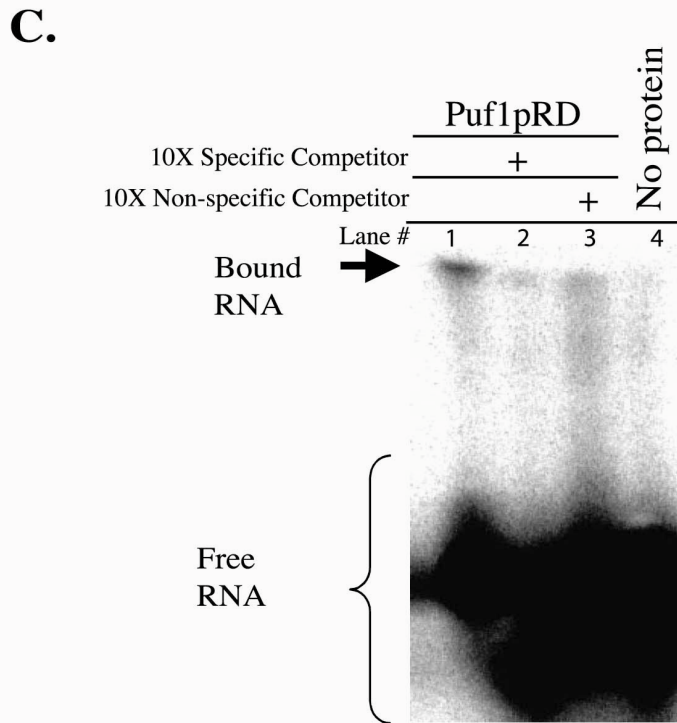 C.
Puf1pRD
No protein
10X Specific Competitor +
10X Non-specific Competitor +
Lane # 1 2 3 4
Bound
RNA
Free
RNA